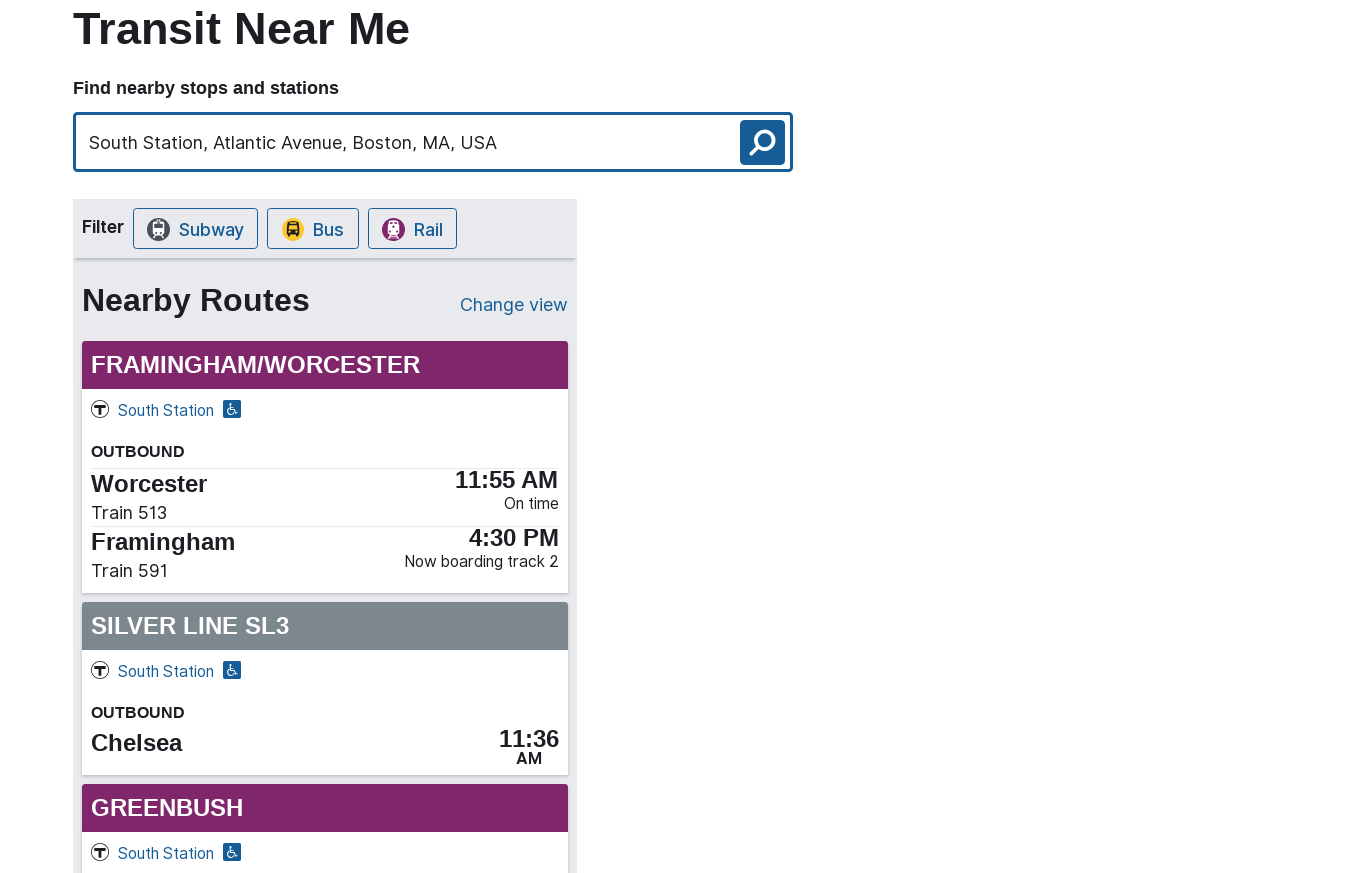 Transit Near Me
Find nearby stops and stations
South Station, Atlantic Avenue, Boston, MA, USA
Filter Subway Bus Rail
Nearby Routes Change view
FRAMINGHAM/WORCESTER
South Station
OUTBOUND
Worcester 11:55 AM
Train 513 On time
Framingham 4:30 PM
Train 591 Now boarding track 2
SILVER LINE SL3
South Station
OUTBOUND
Chelsea 11:36
AM
GREENBUSH
South Station